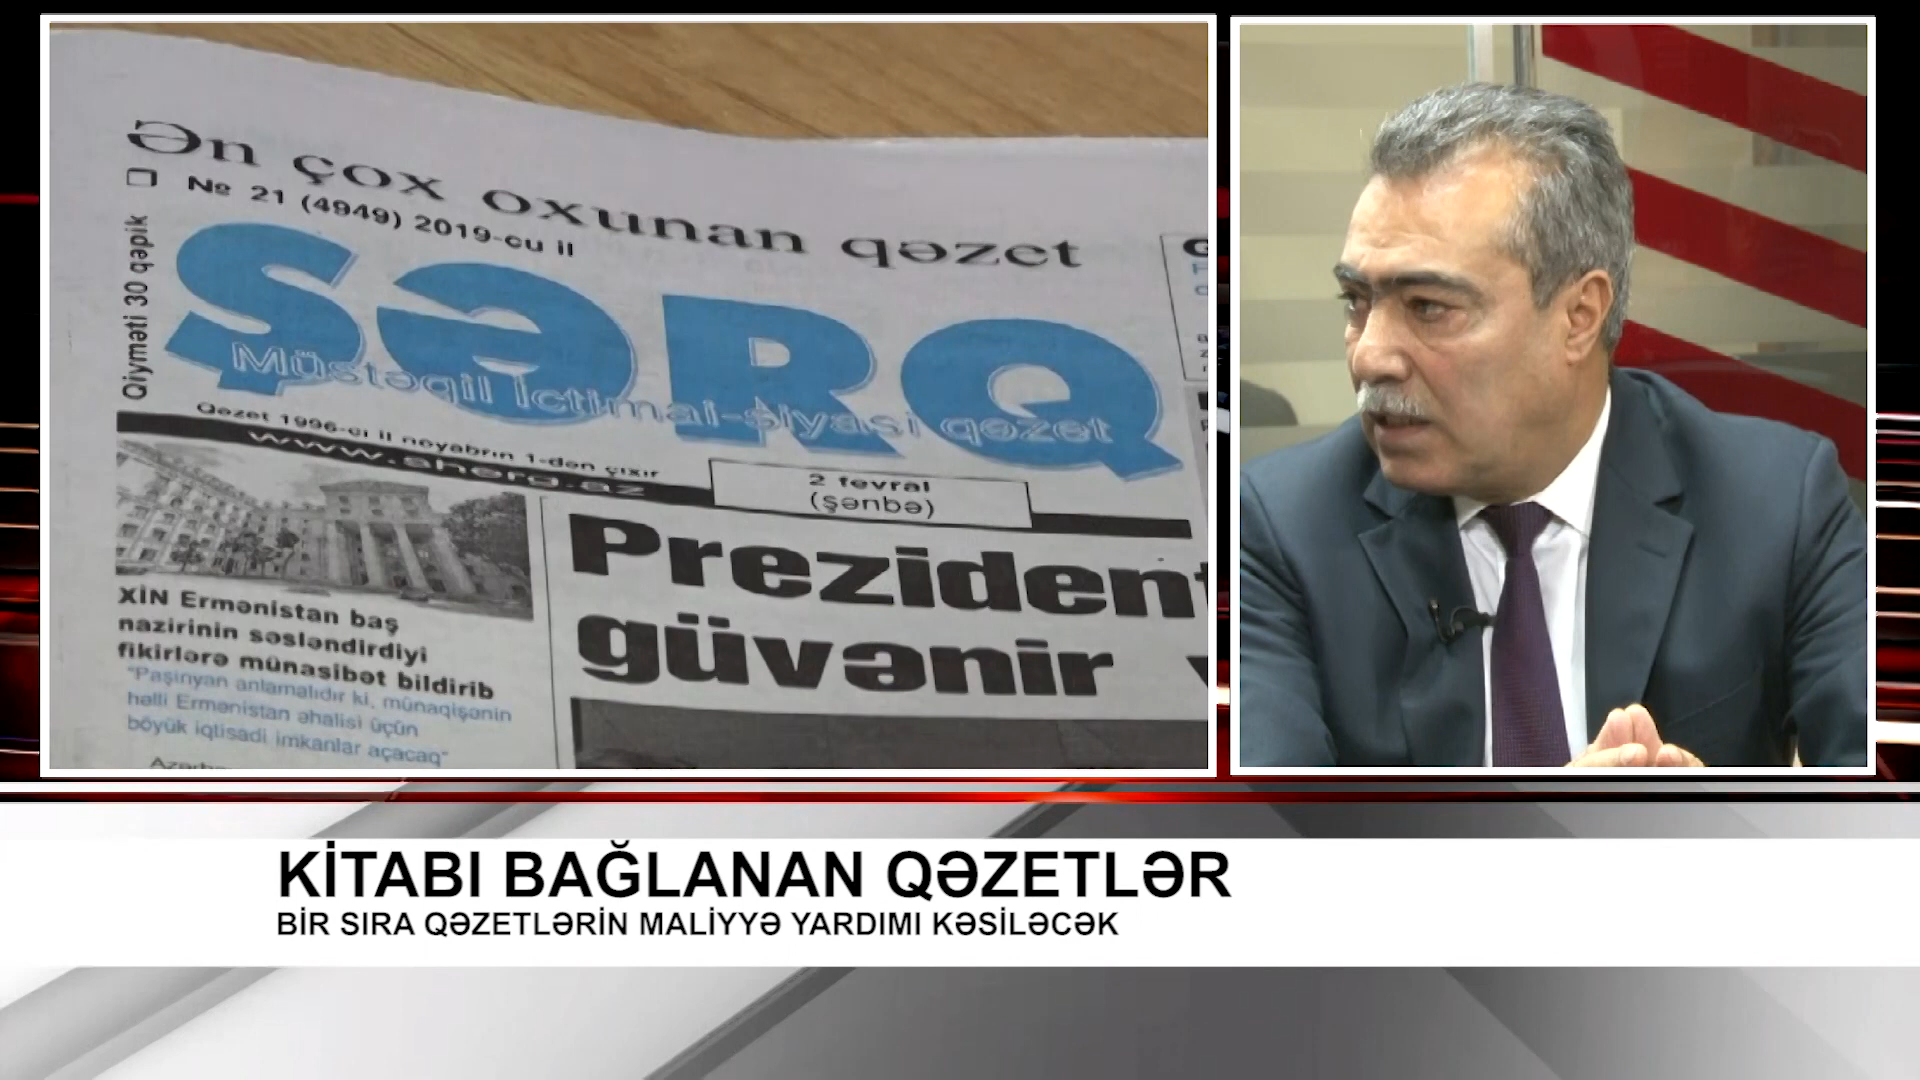 Ən çox oxunan qəzet
№ 21 (4949) 2019-cu il
Qiyməti 30 qəpik
ŞƏRQ
Müstəqil ictimai-siyasi qəzet
Qəzet 1996-cı il noyabrın 1-dən çıxır
www.sherg.az
2 fevral
(şənbə)
Prezident
güvənir
XİN Ermənistan baş
nazirinin səsləndirdiyi
fikirlərə münasibət bildirib
"Paşinyan anlamalıdır ki, münaqişənin
həlli Ermənistan əhalisi üçün
böyük iqtisadi imkanlar açacaq"
KİTABI BAĞLANAN QƏZETLƏR
BİR SIRA QƏZETLƏRİN MALİYYƏ YARDIMI KƏSİLƏCƏK